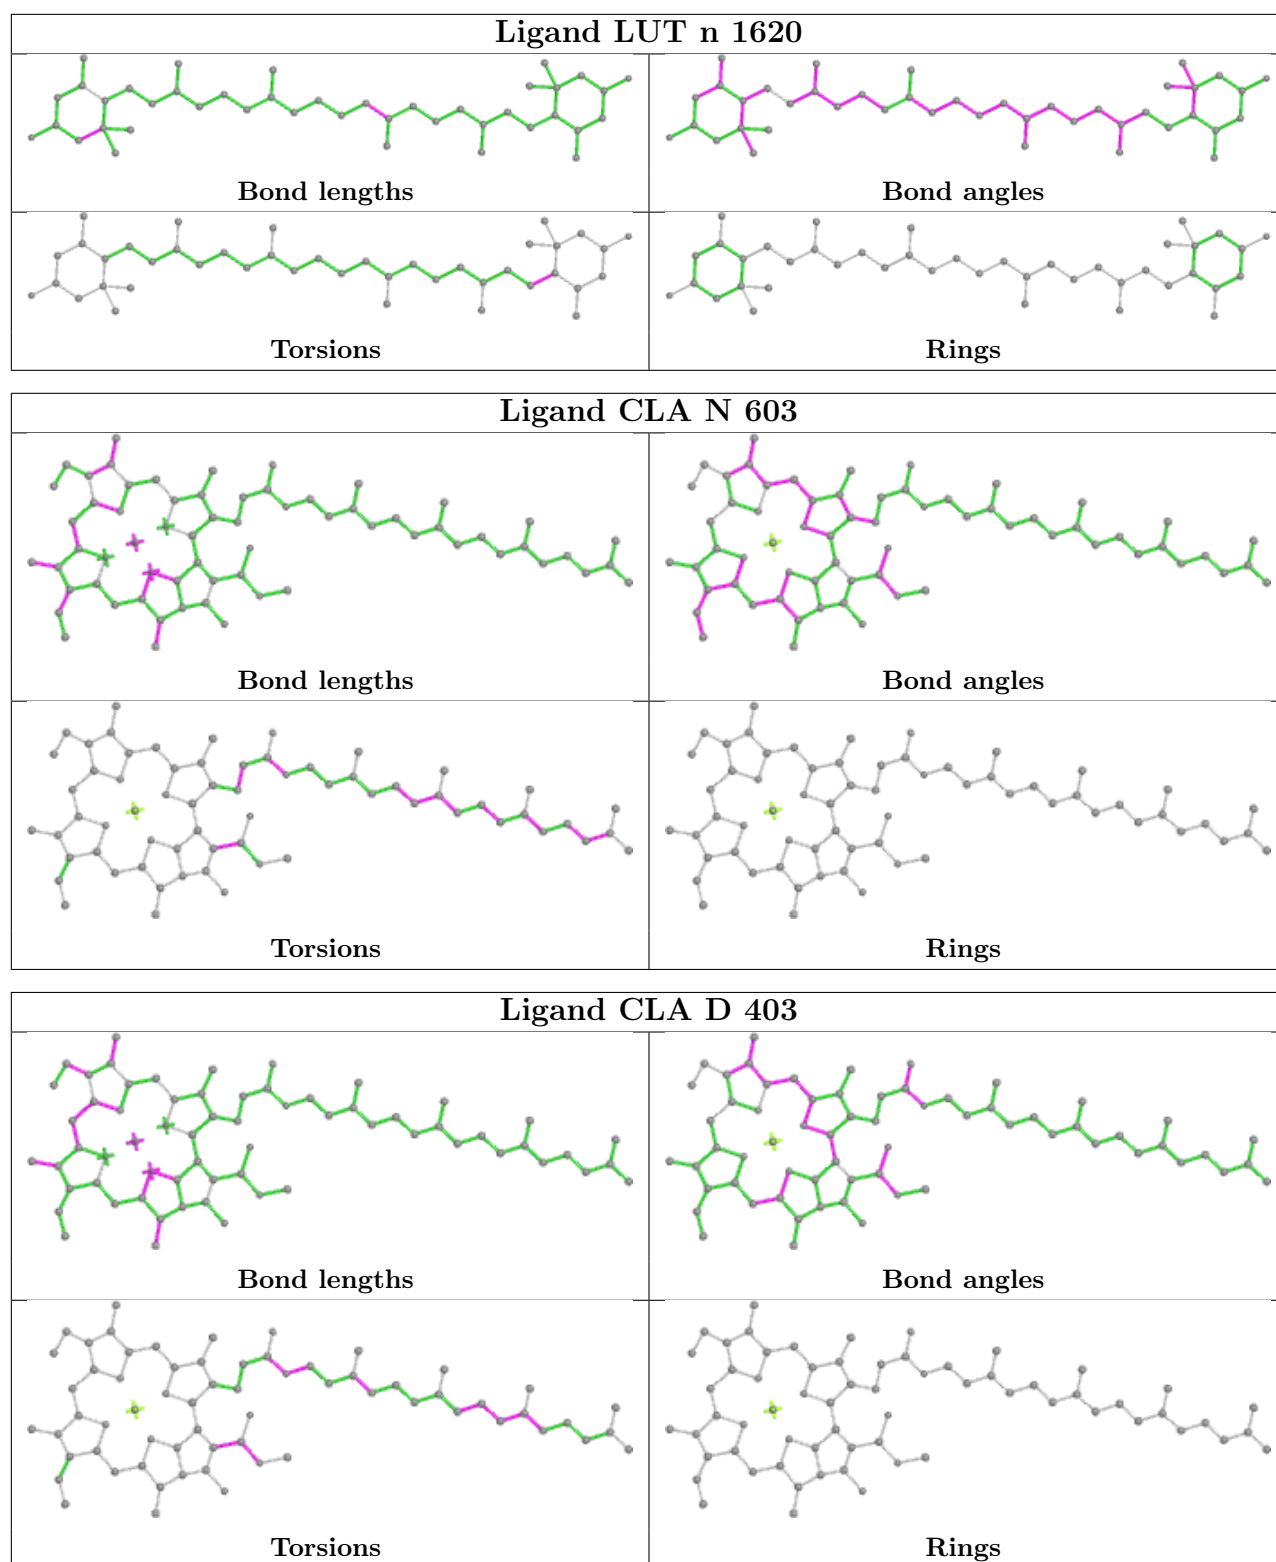 Ligand LUT n 1620
Bond lengths
Bond angles
Torsions
Rings
Ligand CLA N 603
Bond lengths
Bond angles
Torsions
Rings
Ligand CLA D 403
Bond lengths
Bond angles
Torsions
Rings